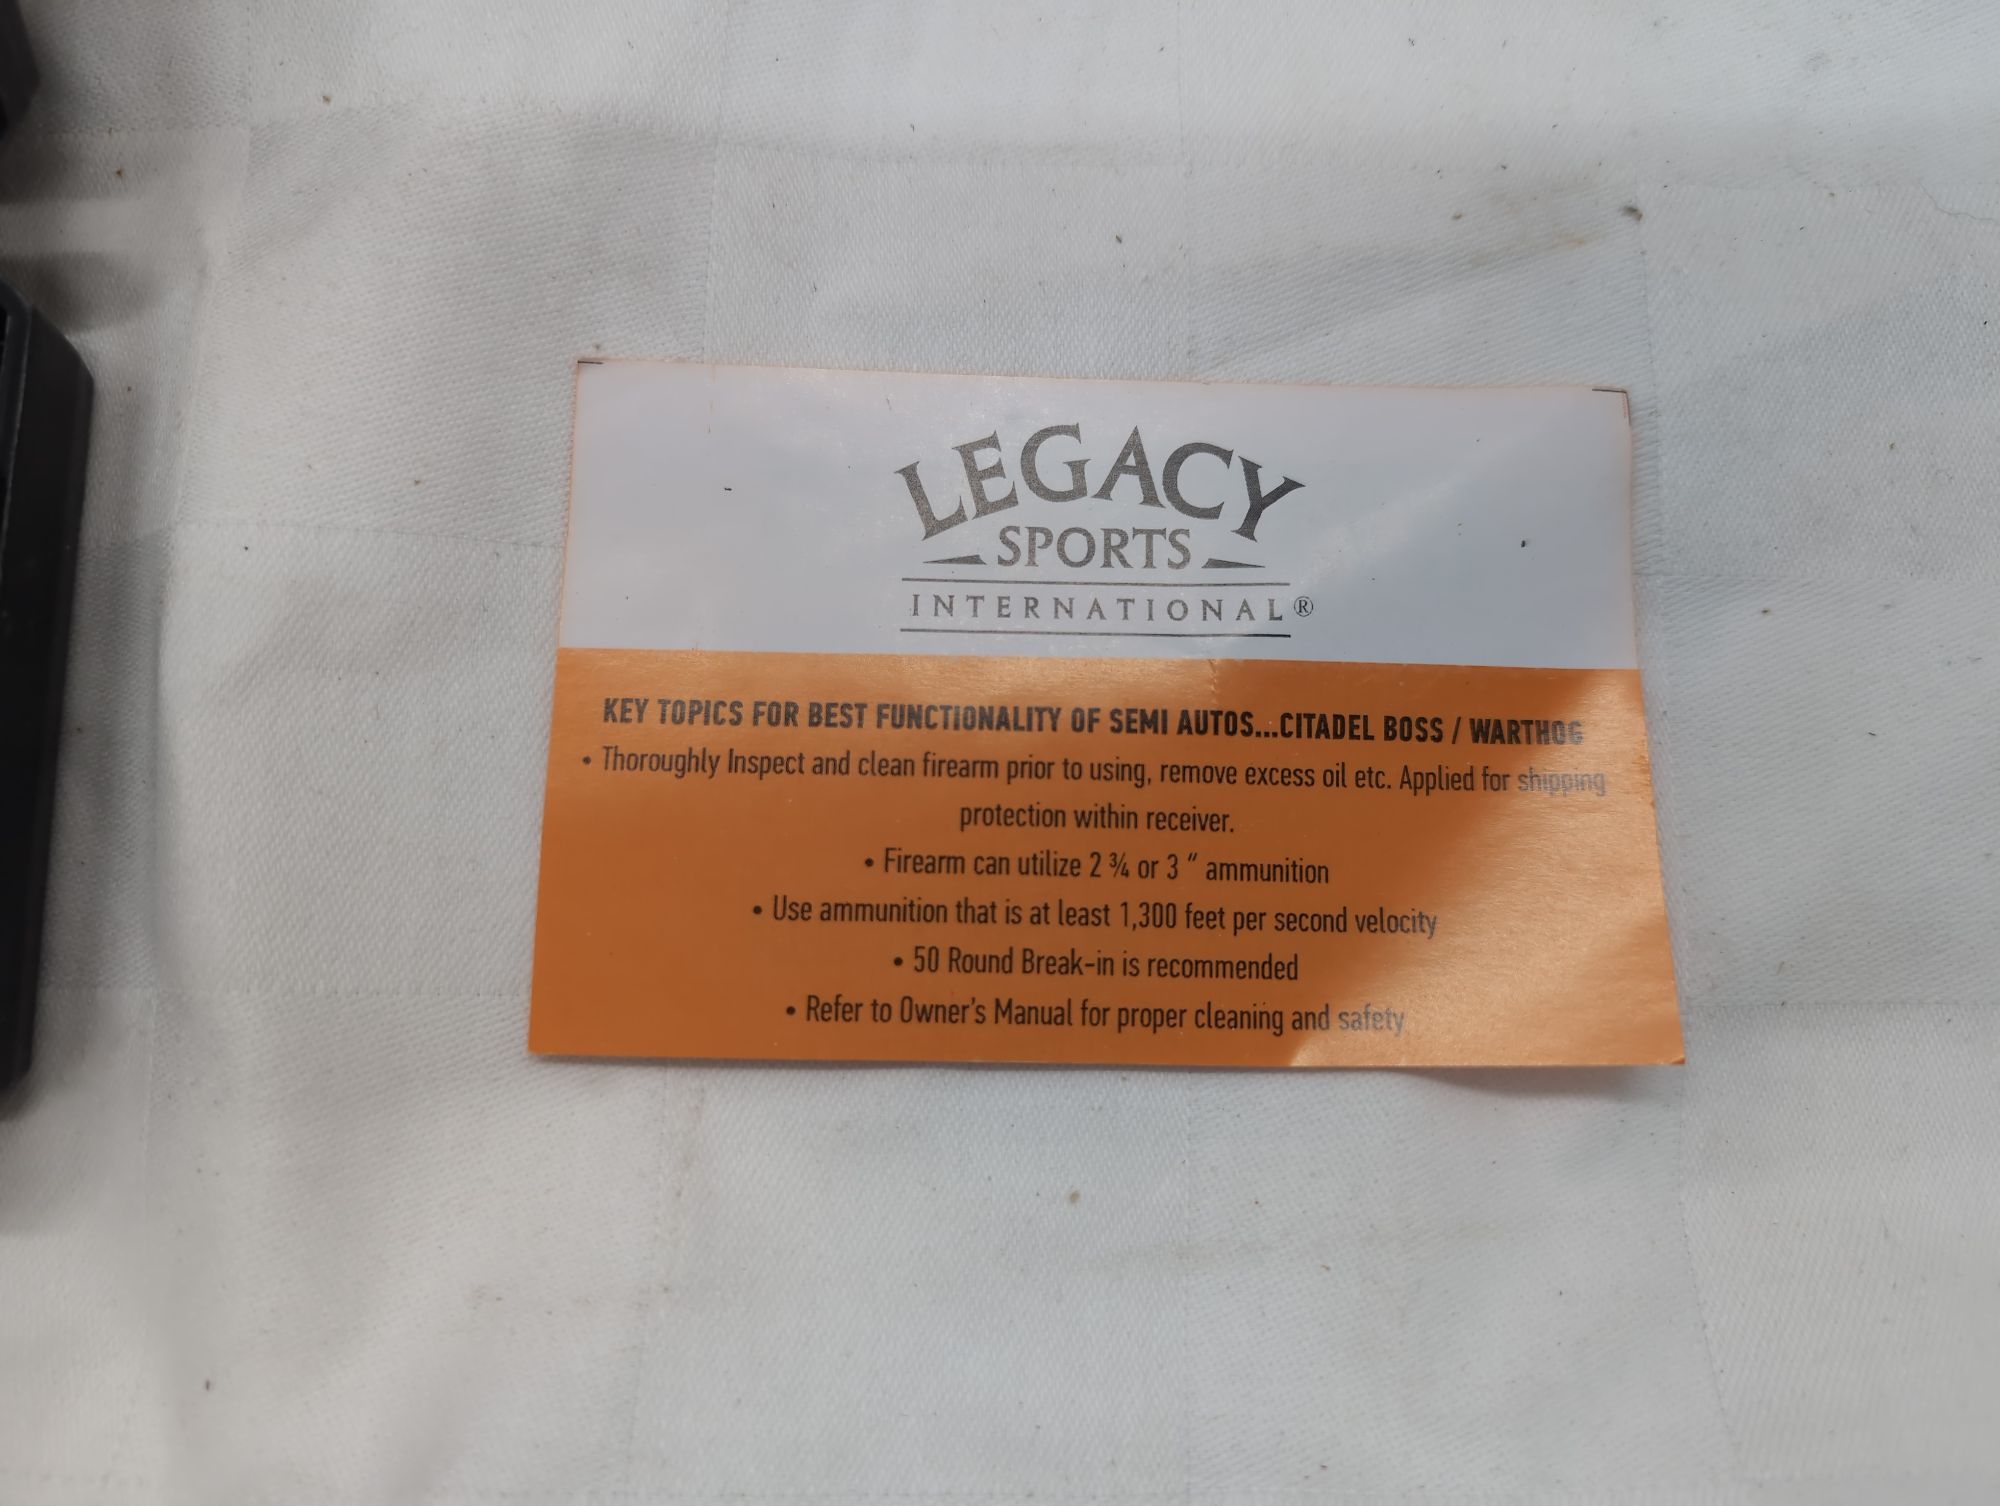 LEGACY
SPORTS
INTERNATIONAL®
KEY TOPICS FOR BEST FUNCTIONALITY OF SEMI AUTOS...CITADEL BOSS / WARTHOG
• Thoroughly Inspect and clean firearm prior to using, remove excess oil etc. Applied for shipping
protection within receiver.
• Firearm can utilize 2 ¾ or 3 " ammunition
• Use ammunition that is at least 1,300 feet per second velocity
• 50 Round Break-in is recommended
• Refer to Owner's Manual for proper cleaning and safety